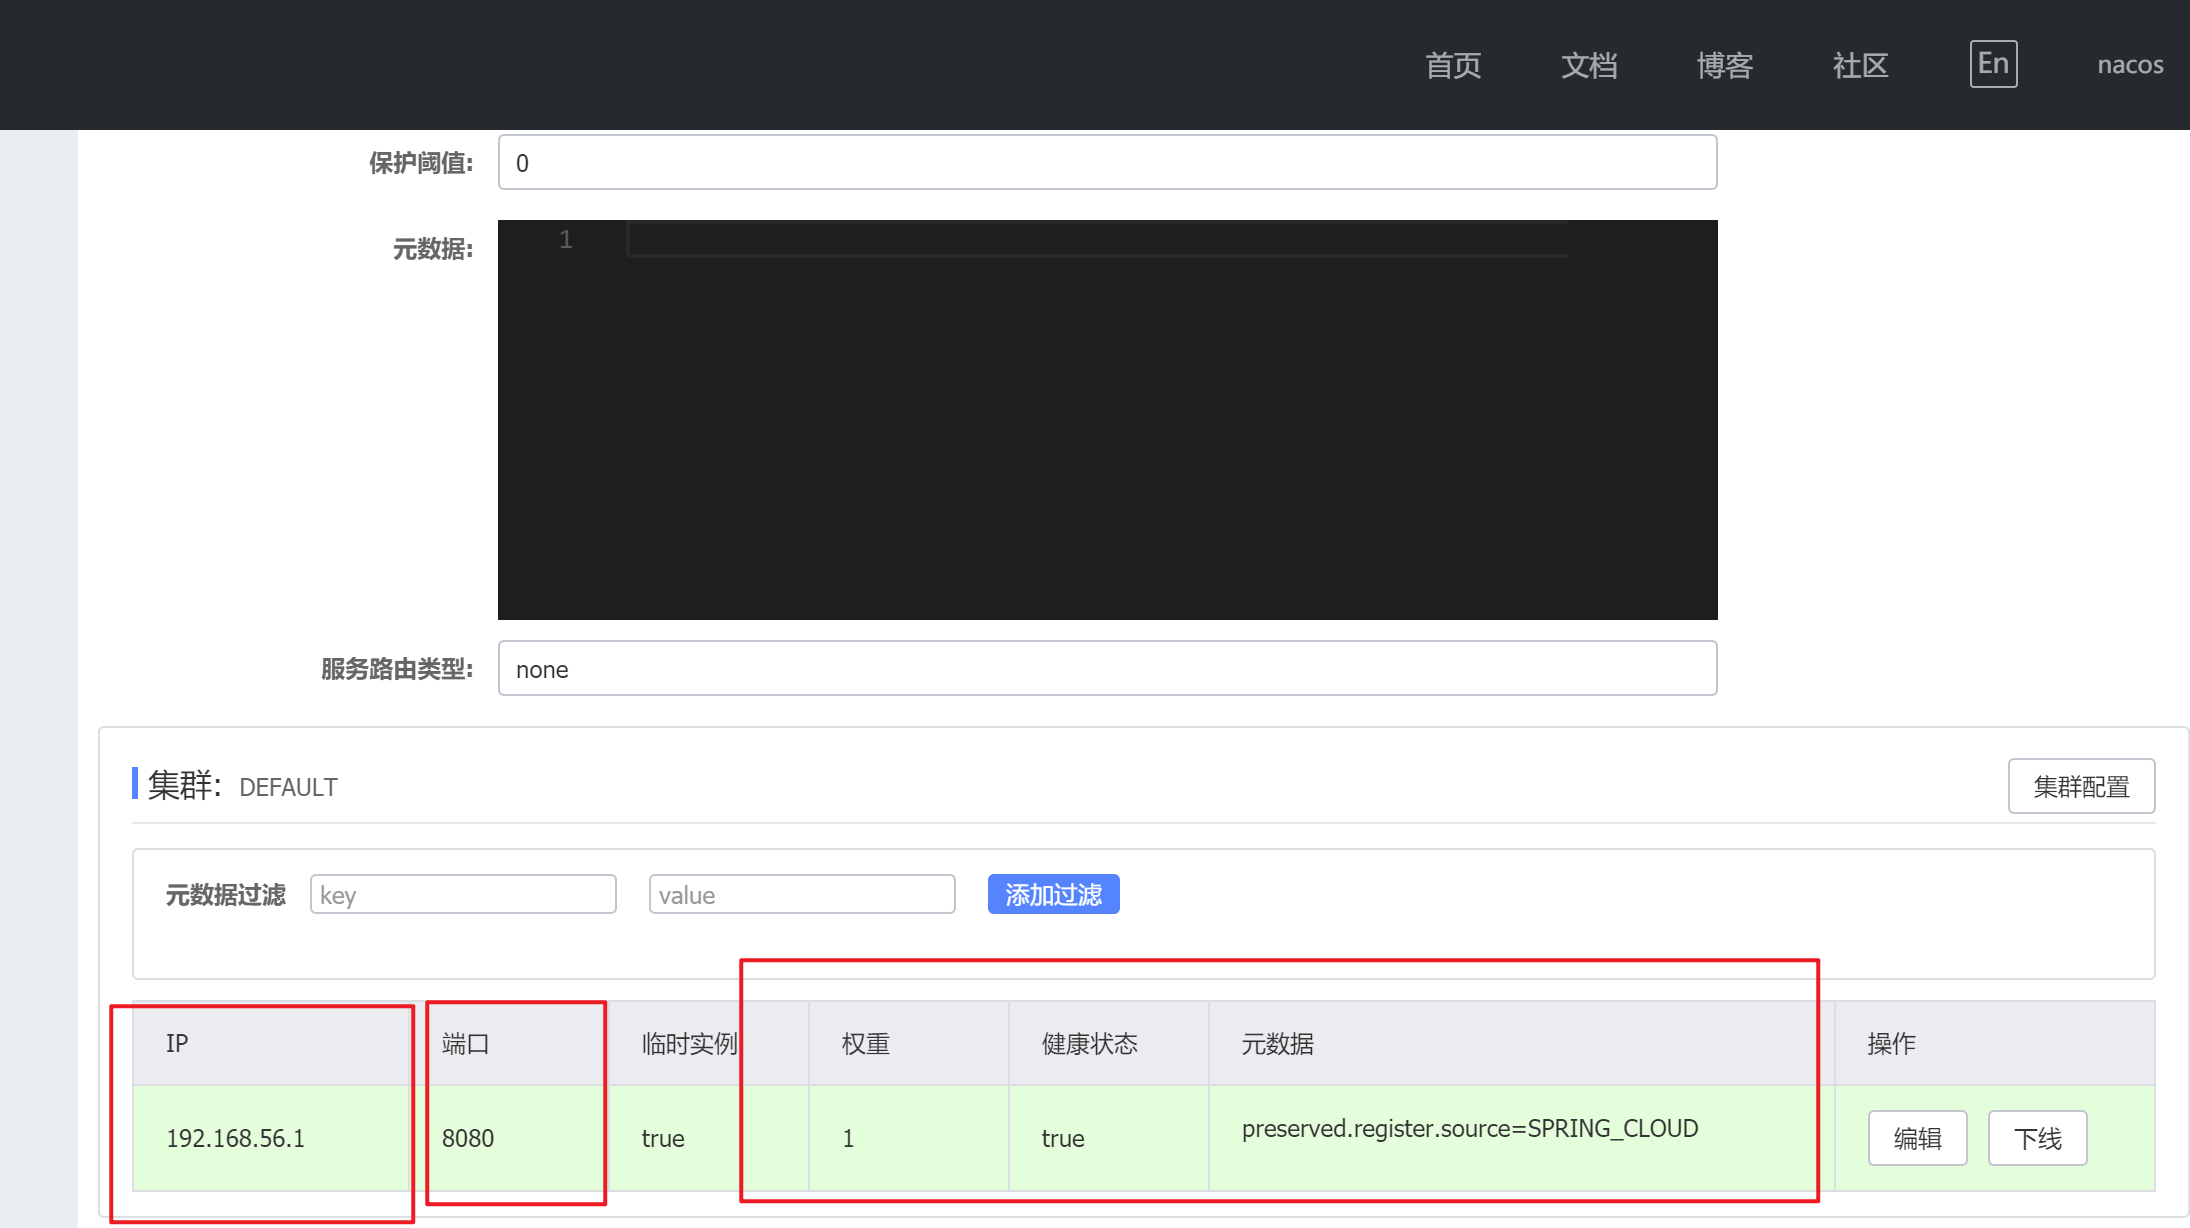 首页 文档 博客 社区 En nacos
保护阈值: 0
元数据: 1
服务路由类型: none
集群: DEFAULT 集群配置
元数据过滤 key value 添加过滤
IP 端口 临时实例 权重 健康状态 元数据 操作
192.168.56.1 8080 true 1 true preserved.register.source=SPRING_CLOUD 编辑 下线